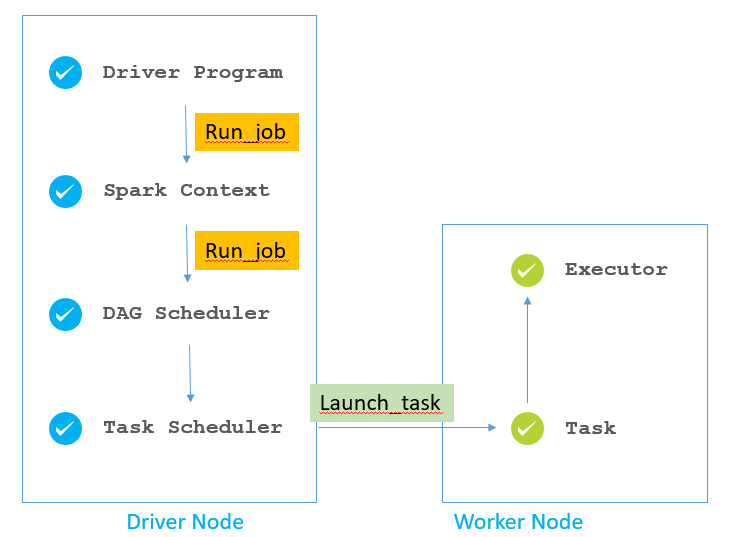 Driver Program
Run_job
Spark Context
Run_job
DAG Scheduler
Task Scheduler
Driver Node
Launch_task
Executor
Task
Worker Node